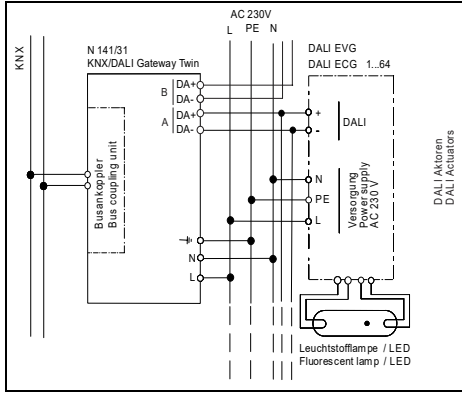 AC 230V
L PE N
KNX
N 141/31
KNX/DALI Gateway Twin
DALI EVG
DALI ECG 1...64
B
DA+
DA-
A
DA+
DA-
+
-
DALI
Busankoppler
Bus coupling unit
N
PE
L
Versorgung
Power supply
AC 230 V
DALI Aktoren
DALI Actuators
N
L
Leuchtstofflampe / LED
Fluorescent lamp / LED